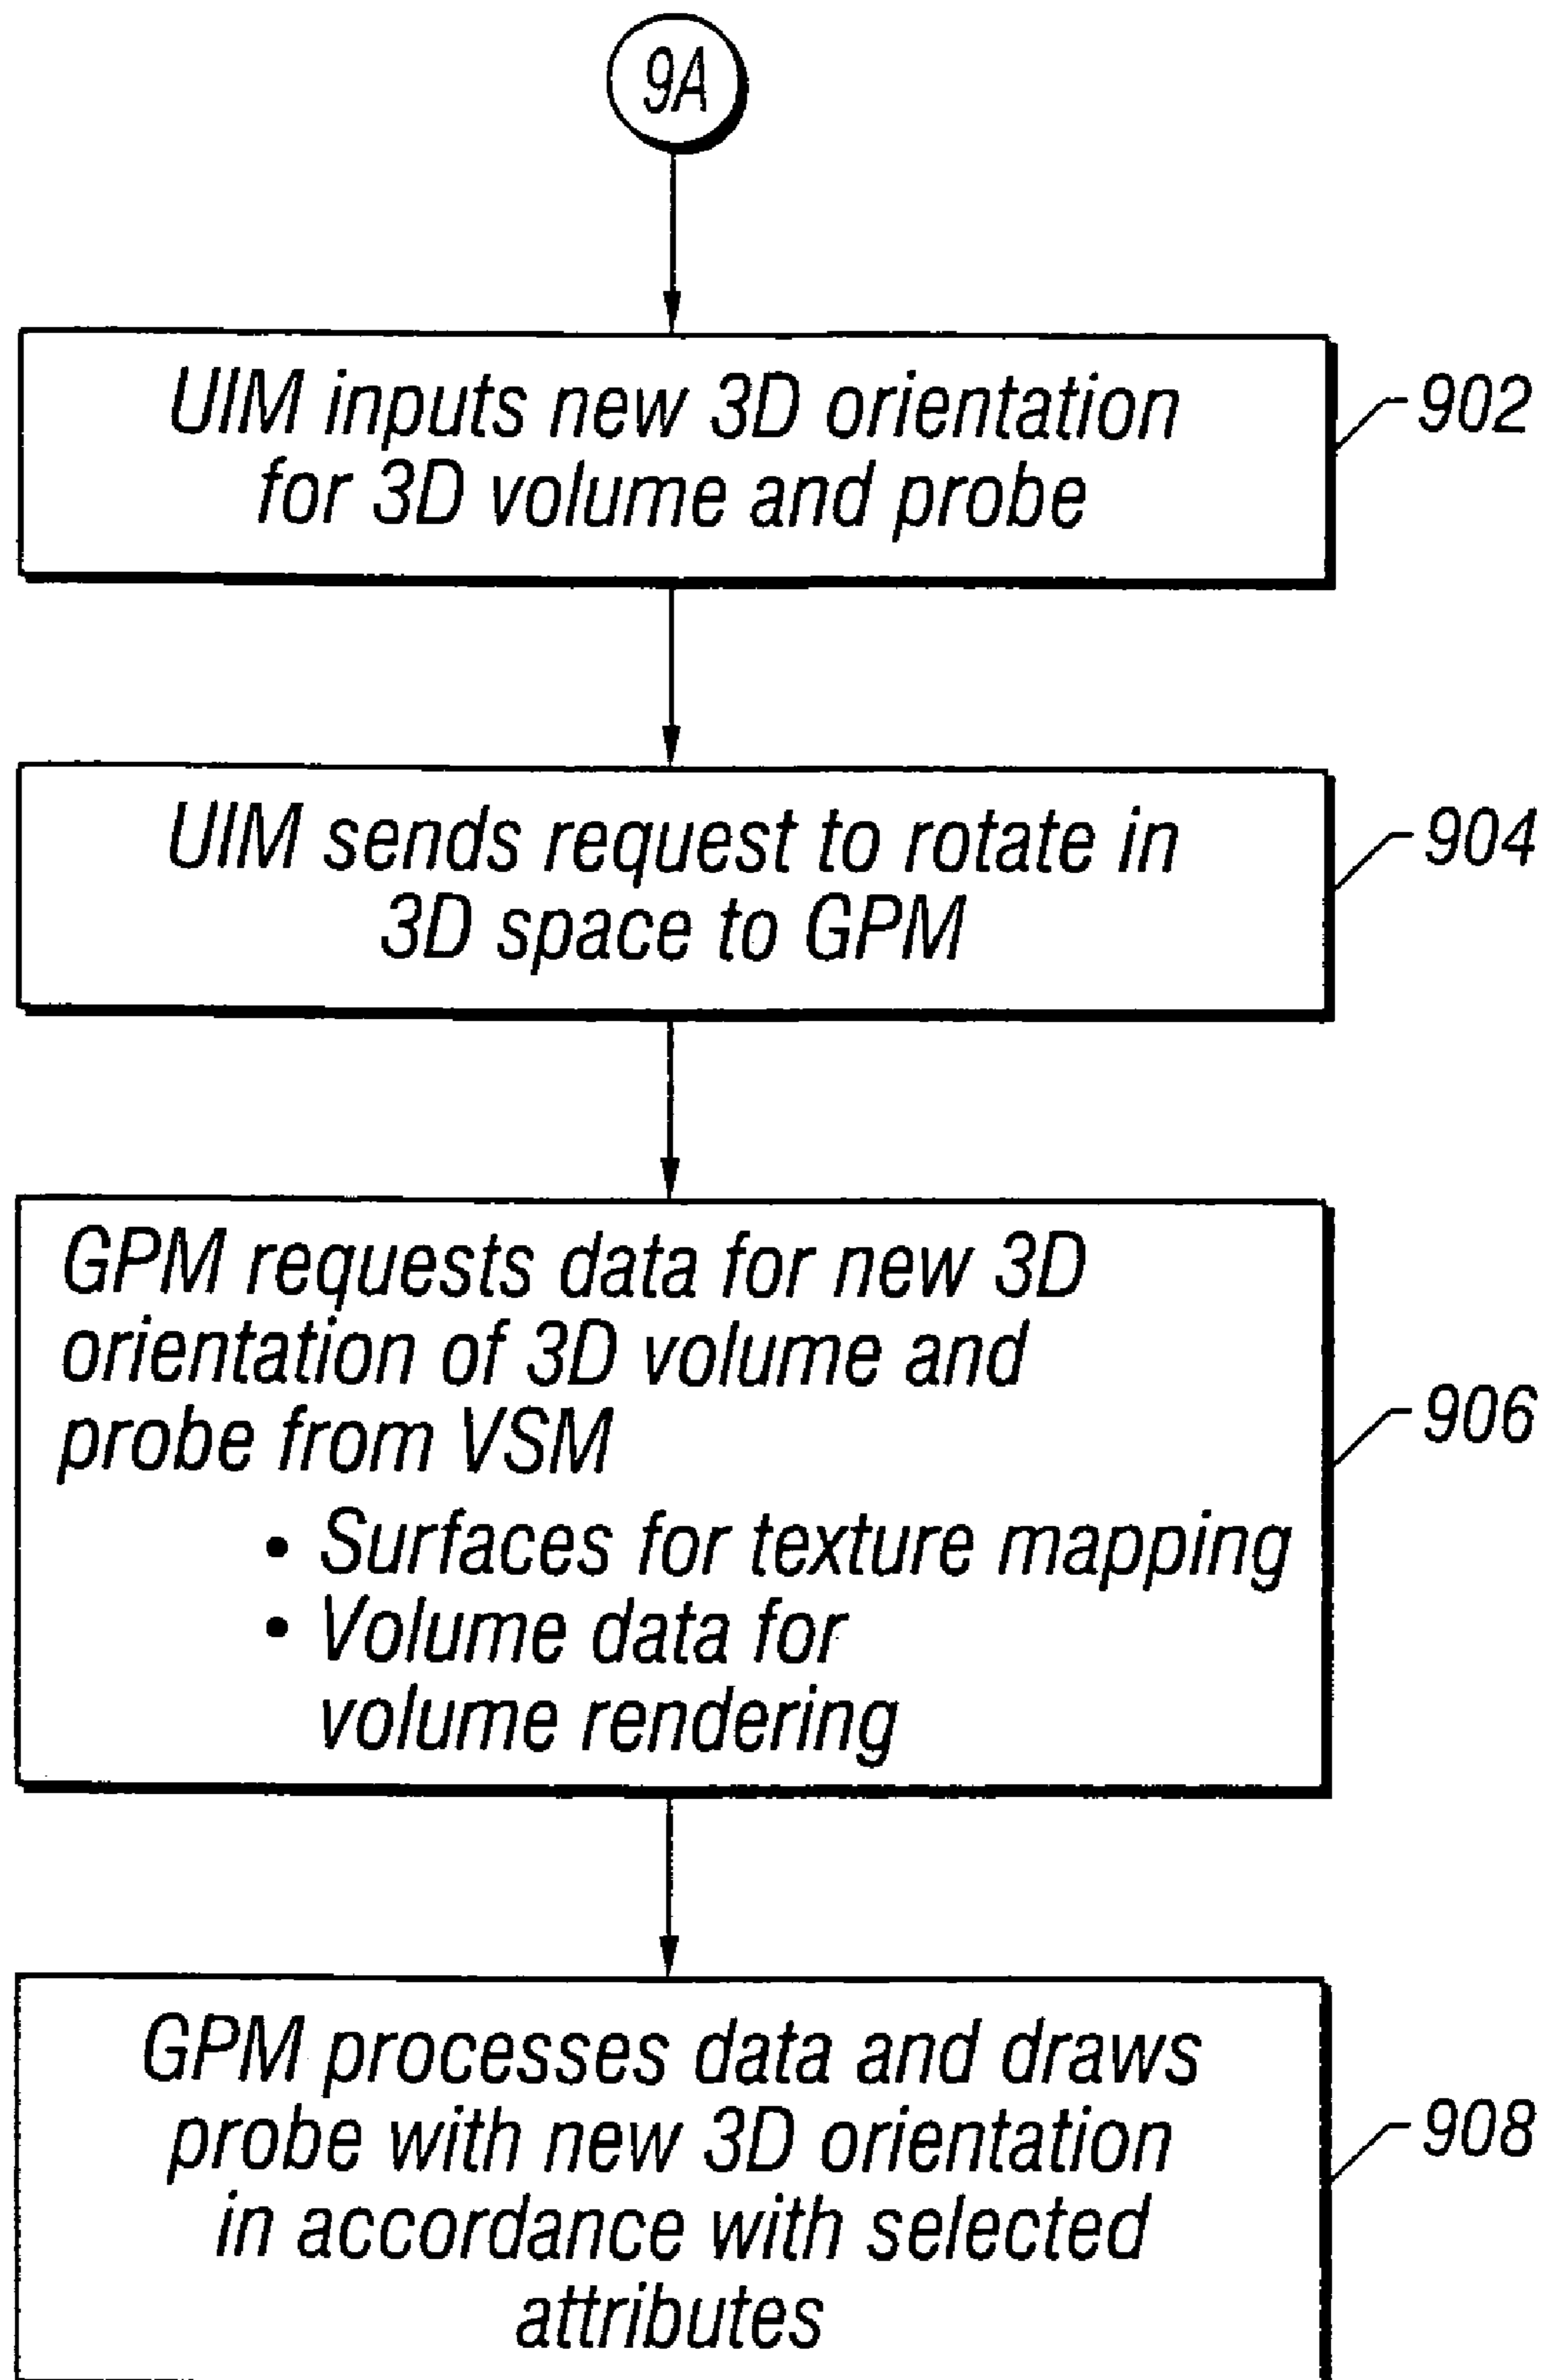 9A
UIM inputs new 3D orientation
for 3D volume and probe
902
UIM sends request to rotate in
3D space to GPM
904
GPM requests data for new 3D
orientation of 3D volume and
probe from VSM
• Surfaces for texture mapping
• Volume data for
volume rendering
906
GPM processes data and draws
probe with new 3D orientation
in accordance with selected
attributes
908